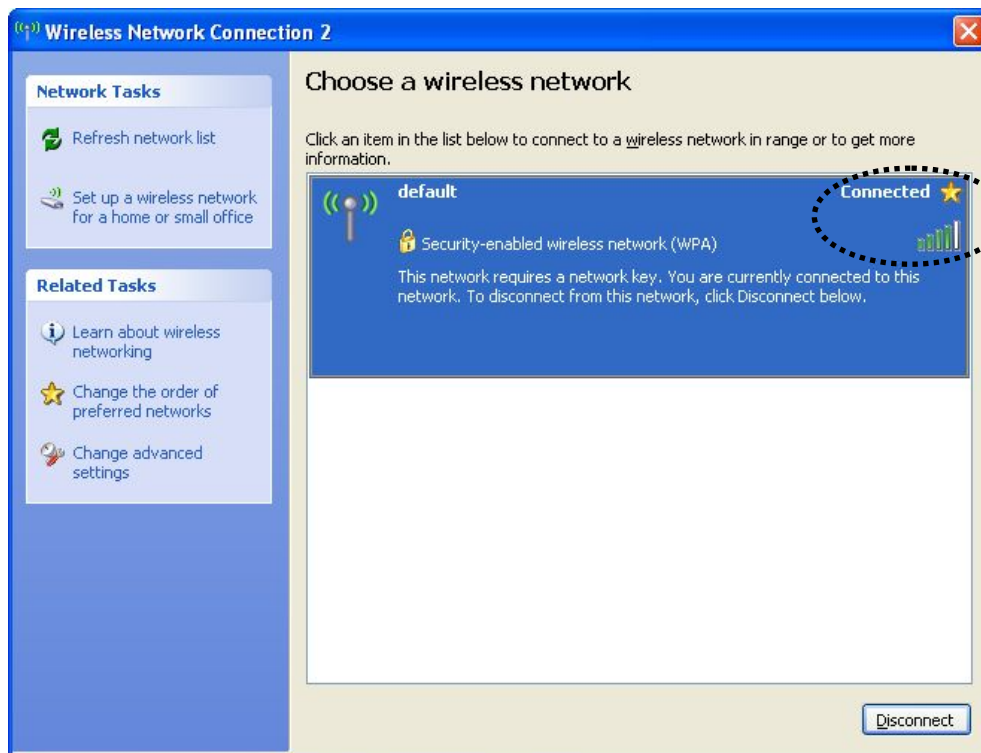 Wireless Network Connection 2
Network Tasks
Refresh network list
Set up a wireless network
for a home or small office
Related Tasks
Learn about wireless
networking
Change the order of
preferred networks
Change advanced
settings
Choose a wireless network
Click an item in the list below to connect to a wireless network in range or to get more
information.
default
Connected
Security-enabled wireless network (WPA)
This network requires a network key. You are currently connected to this
network. To disconnect from this network, click Disconnect below.
Disconnect